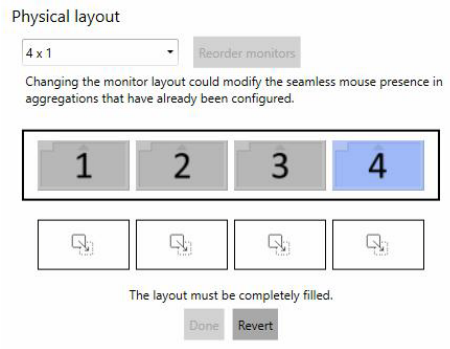 Physical layout
4 x 1
Reorder monitors
Changing the monitor layout could modify the seamless mouse presence in
aggregations that have already been configured.
1 2 3 4
The layout must be completely filled.
Done Revert